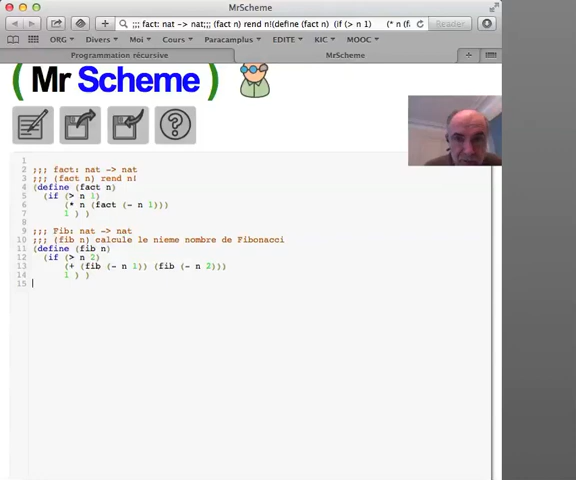 MrScheme
;;; fact: nat -> nat;;; (fact n) rend n!(define (fact n) (if (> n 1) (* n (fa
Reader
ORG Divers Moi Cours Paracamplus EDITE KIC MOOC
Programmation récursive MrScheme
( Mr Scheme )
1
2 ;;; fact: nat -> nat
3 ;;; (fact n) rend n!
4 (define (fact n)
5 (if (> n 1)
6 (* n (fact (- n 1)))
7 1 ) )
8
9 ;;; Fib: nat -> nat
10 ;;; (fib n) calcule le nieme nombre de Fibonacci
11 (define (fib n)
12 (if (> n 2)
13 (+ (fib (- n 1)) (fib (- n 2)))
14 1 ) )
15